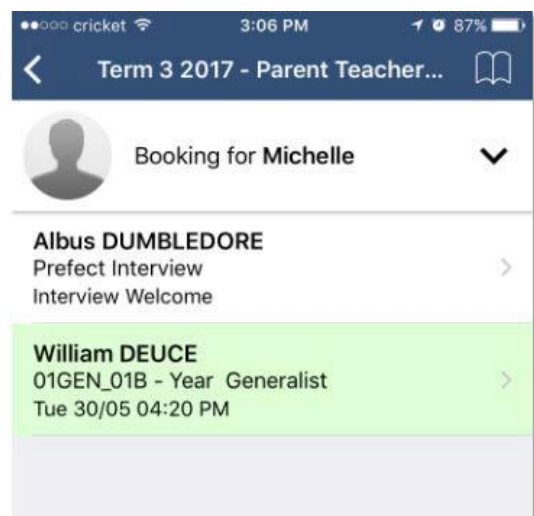 cricket 3:06 PM 87%
Term 3 2017 - Parent Teacher...
Booking for Michelle
Albus DUMBLEDORE
Prefect Interview
Interview Welcome
William DEUCE
01GEN_01B - Year Generalist
Tue 30/05 04:20 PM